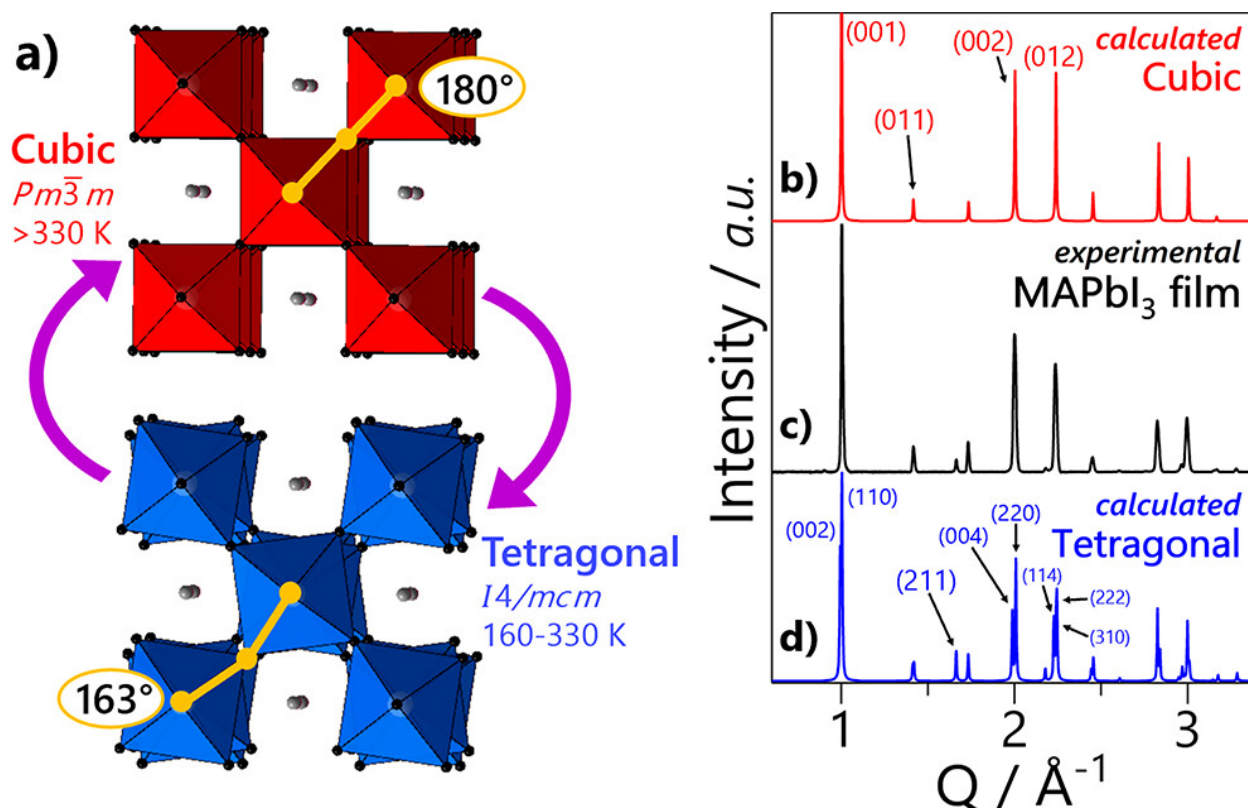 a)
180°
Cubic
Pm3̅m
>330 K
Tetragonal
I4/mcm
160-330 K
163°
Intensity / a.u.
b)
(001)
(011)
(002)
(012)
calculated
Cubic
c)
experimental
MAPbI₃ film
d)
(002)
(110)
(211)
(004)
(220)
(114)
(222)
(310)
calculated
Tetragonal
1
2
3
Q / Å⁻¹